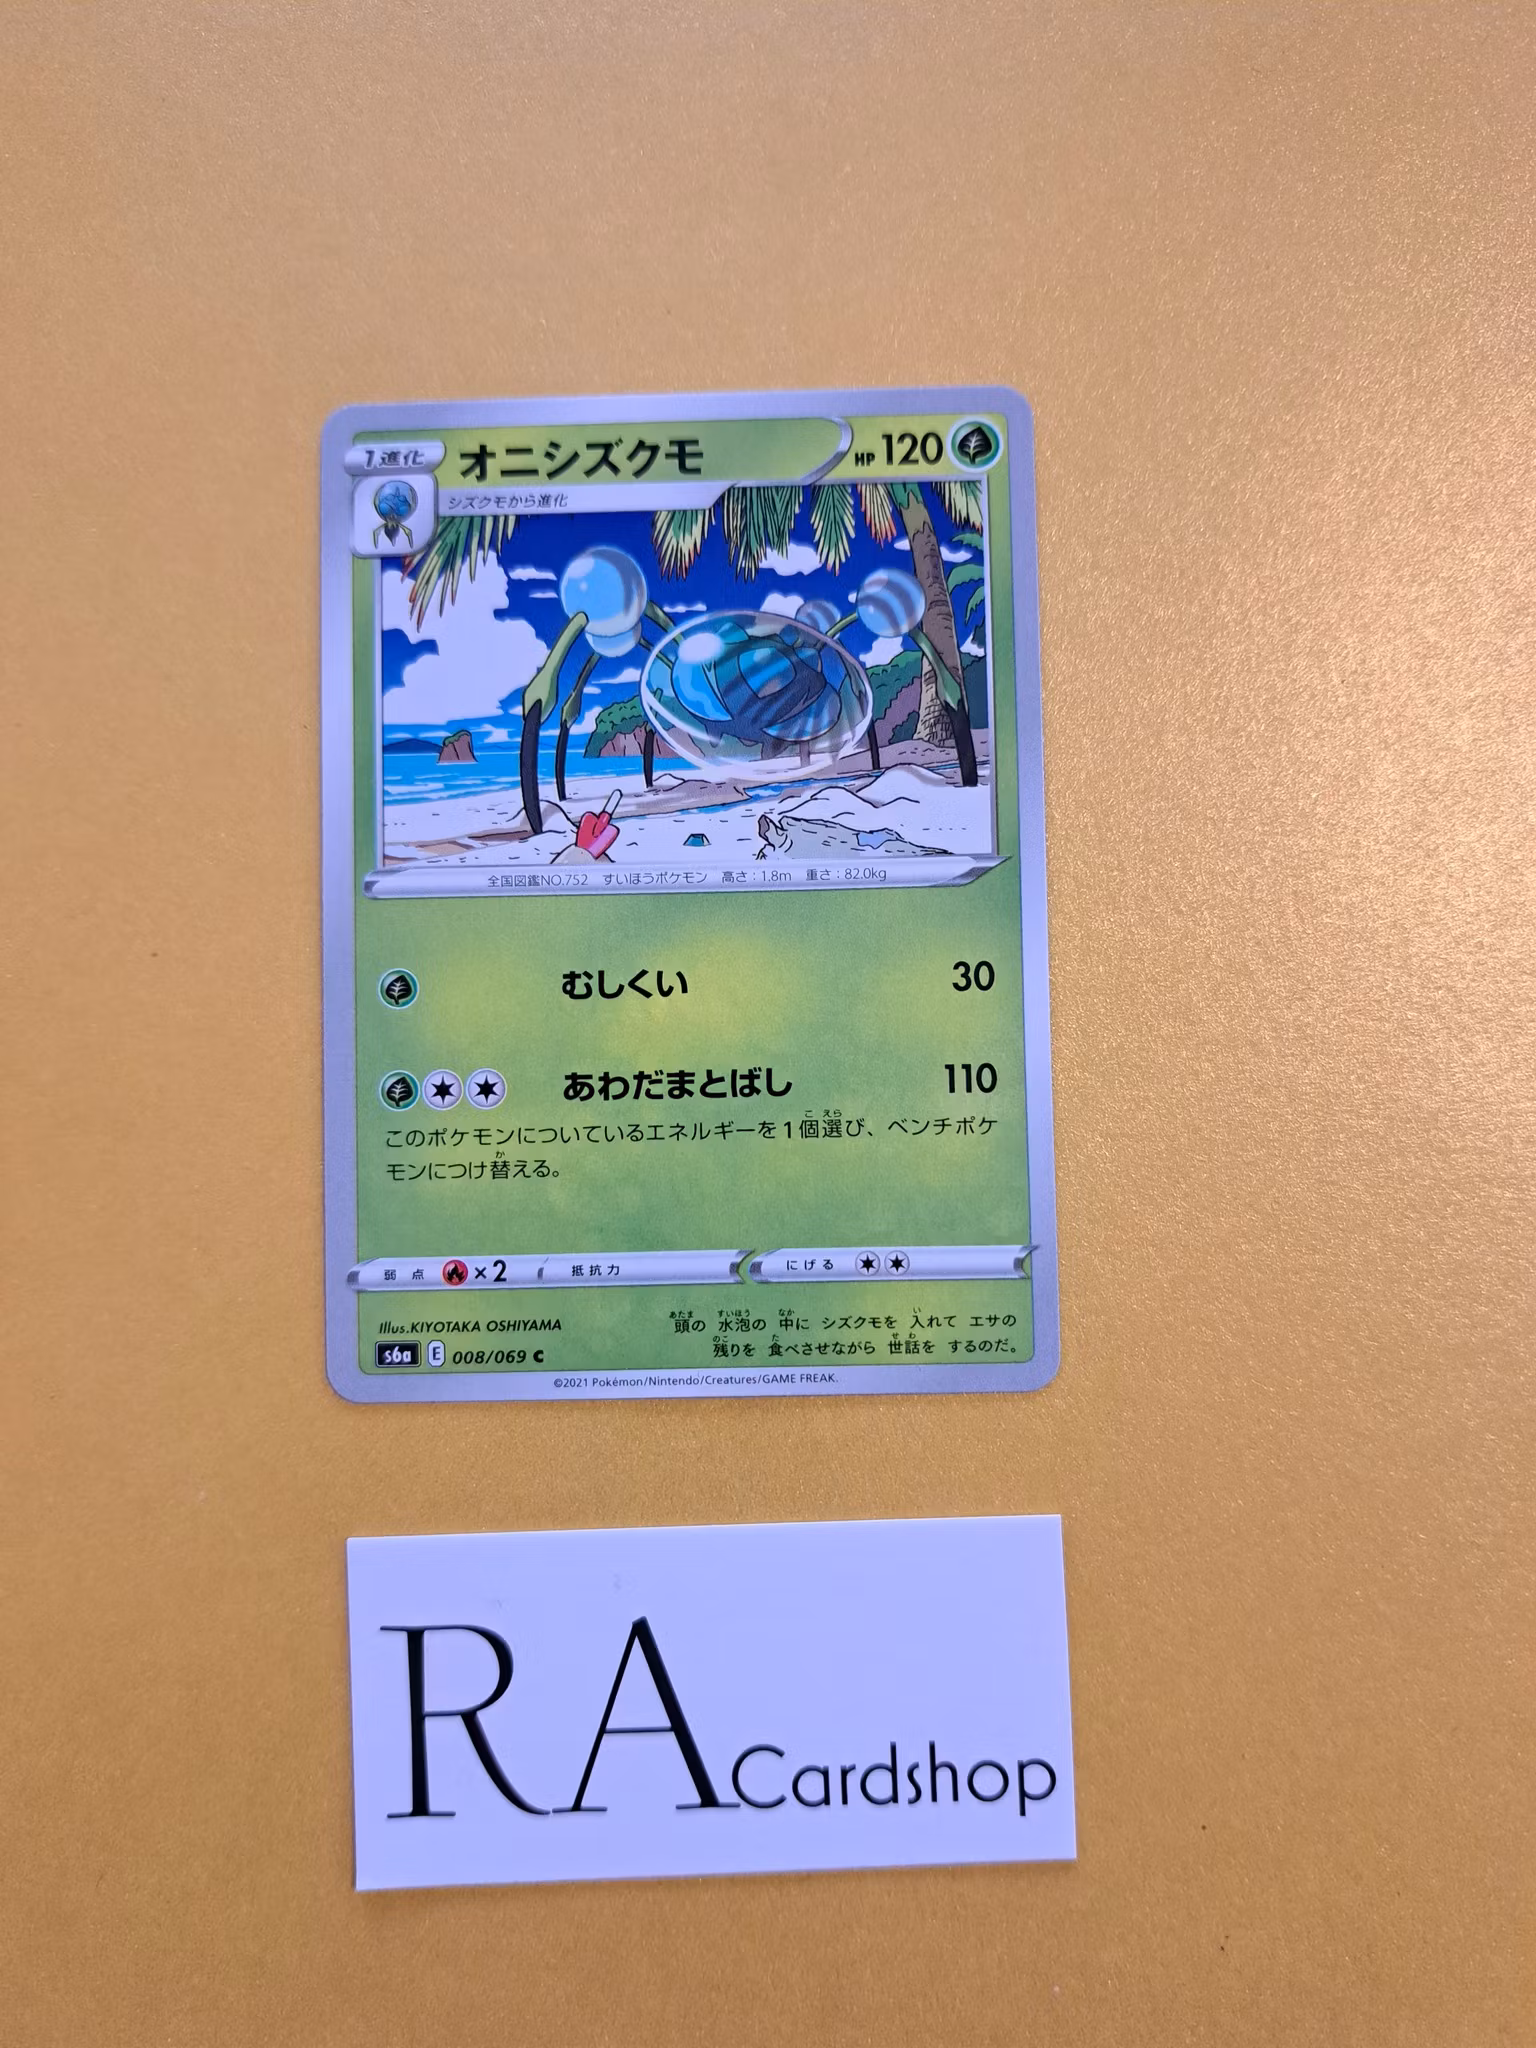 1進化
オニシズクモ
HP 120
シズクモから進化
全国図鑑NO.752 すいほうポケモン 高さ:1.8m 重さ:82.0kg
むしくい 30
あわだまとばし 110
このポケモンについているエネルギーを1個選び、ベンチポケ
モンにつけ替える。
弱点 ×2 抵抗力 にげる
Illus.KIYOTAKA OSHIYAMA
頭の 水泡の 中に シズクモを 入れて エサの
残りを 食べさせながら 世話を するのだ。
s6a E 008/069 C
©2021 Pokémon/Nintendo/Creatures/GAME FREAK.
RA Cardshop